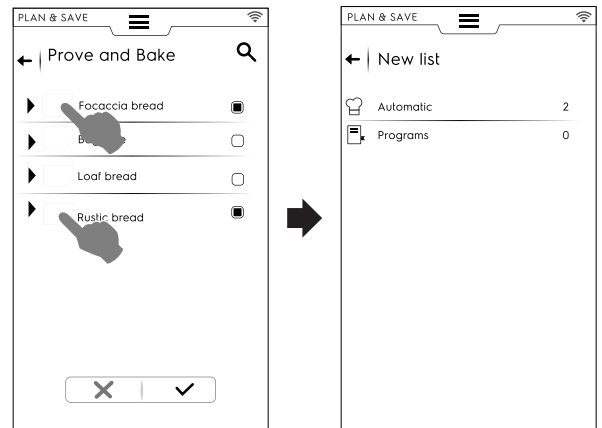 PLAN & SAVE
Prove and Bake
Focaccia bread
Loaf bread
Rustic bread
PLAN & SAVE
New list
Automatic 2
Programs 0